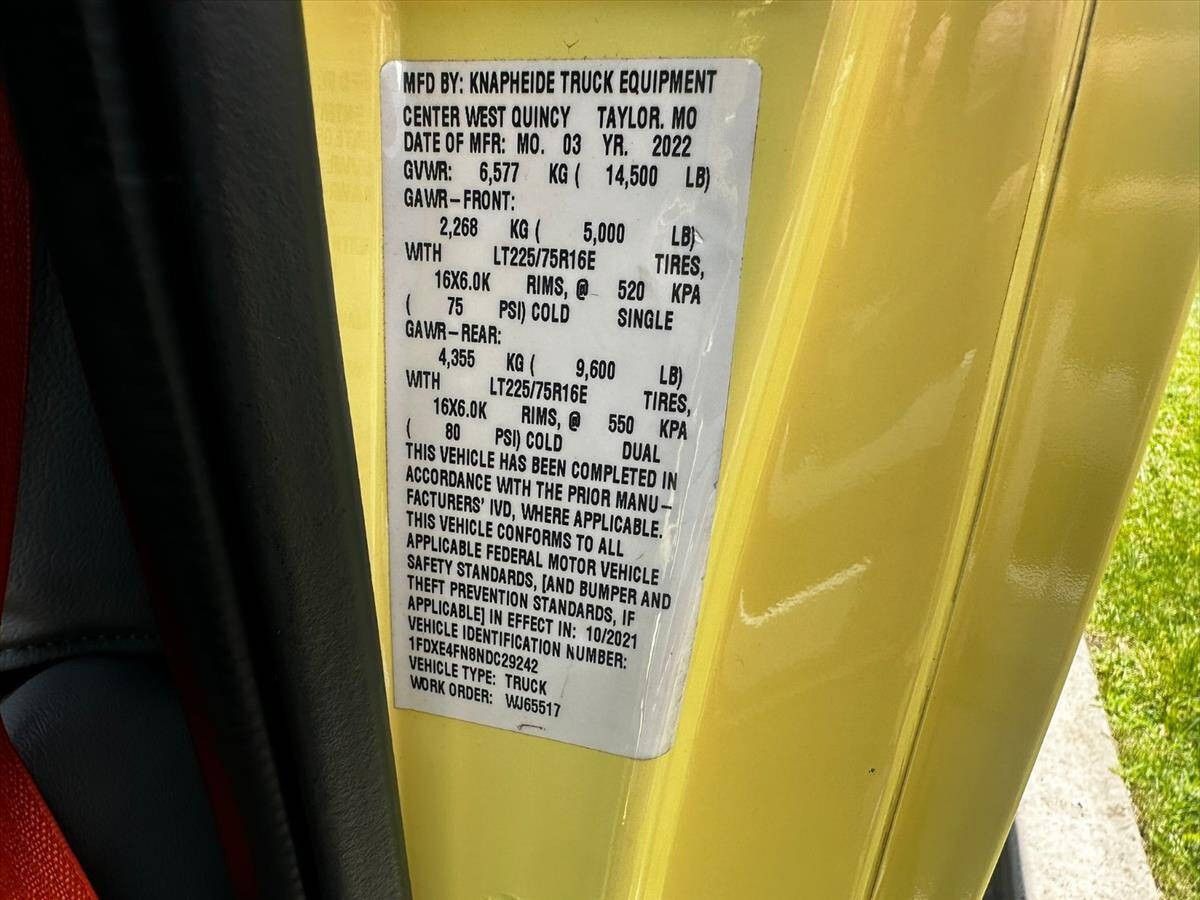 MFD BY: KNAPHEIDE TRUCK EQUIPMENT
CENTER WEST QUINCY TAYLOR, MO
DATE OF MFR: MO. 03 YR. 2022
GVWR: 6,577 KG ( 14,500 LB)
GAWR-FRONT:
2,268 KG ( 5,000 LB)
WITH LT225/75R16E TIRES,
16X6.0K RIMS, @ 520 KPA
( 75 PSI) COLD SINGLE
GAWR-REAR:
4,355 KG ( 9,600 LB)
WITH LT225/75R16E TIRES,
16X6.0K RIMS, @ 550 KPA
( 80 PSI) COLD DUAL
THIS VEHICLE HAS BEEN COMPLETED IN
ACCORDANCE WITH THE PRIOR MANU-
FACTURERS' IVD, WHERE APPLICABLE.
THIS VEHICLE CONFORMS TO ALL
APPLICABLE FEDERAL MOTOR VEHICLE
SAFETY STANDARDS, [AND BUMPER AND
THEFT PREVENTION STANDARDS, IF
APPLICABLE] IN EFFECT IN: 10/2021
VEHICLE IDENTIFICATION NUMBER:
1FDXE4FN8NDC29242
VEHICLE TYPE: TRUCK
WORK ORDER: WJ65517